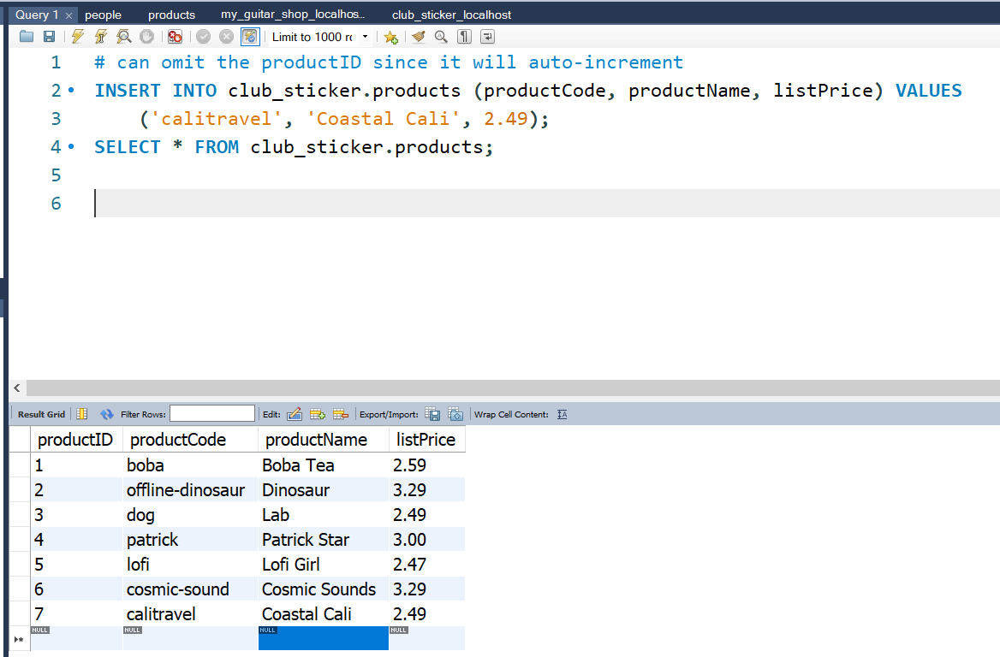 Query 1 × people products my_guitar_shop_localhos... club_sticker_localhost
Limit to 1000 rc
1 # can omit the productID since it will auto-increment
2 INSERT INTO club_sticker.products (productCode, productName, listPrice) VALUES
3 ('calitravel', 'Coastal Cali', 2.49);
4 SELECT * FROM club_sticker.products;
5
6
Result Grid Filter Rows: Edit: Export/Import: Wrap Cell Content: IA
productID productCode productName listPrice
1 boba Boba Tea 2.59
2 offline-dinosaur Dinosaur 3.29
3 dog Lab 2.49
4 patrick Patrick Star 3.00
5 lofi Lofi Girl 2.47
6 cosmic-sound Cosmic Sounds 3.29
7 calitravel Coastal Cali 2.49
NULL NULL NULL NULL